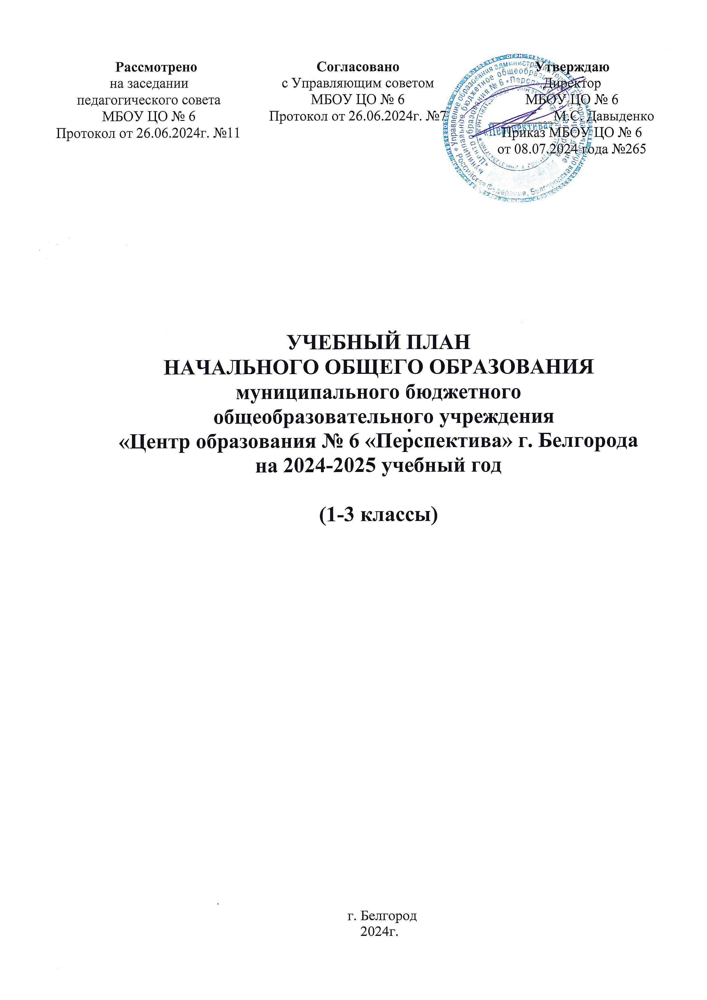 Рассмотрено
на заседании
педагогического совета
МБОУ ЦО № 6
Протокол от 26.06.2024г. №11
Согласовано
с Управляющим советом
МБОУ ЦО № 6
Протокол от 26.06.2024г. №7
Утверждаю
Директор
МБОУ ЦО № 6
М.С. Давыденко
Приказ МБОУ ЦО № 6
от 08.07.2024 года №265
Российская Федерация. Белгородская область
Управление образования администрации города Белгорода
муниципальное бюджетное общеобразовательное учреждение
«Центр образования № 6 «Перспектива»
«Перспектива»
УЧЕБНЫЙ ПЛАН
НАЧАЛЬНОГО ОБЩЕГО ОБРАЗОВАНИЯ
муниципального бюджетного
общеобразовательного учреждения
«Центр образования № 6 «Перспектива» г. Белгорода
на 2024-2025 учебный год
(1-3 классы)
г. Белгород
2024г.